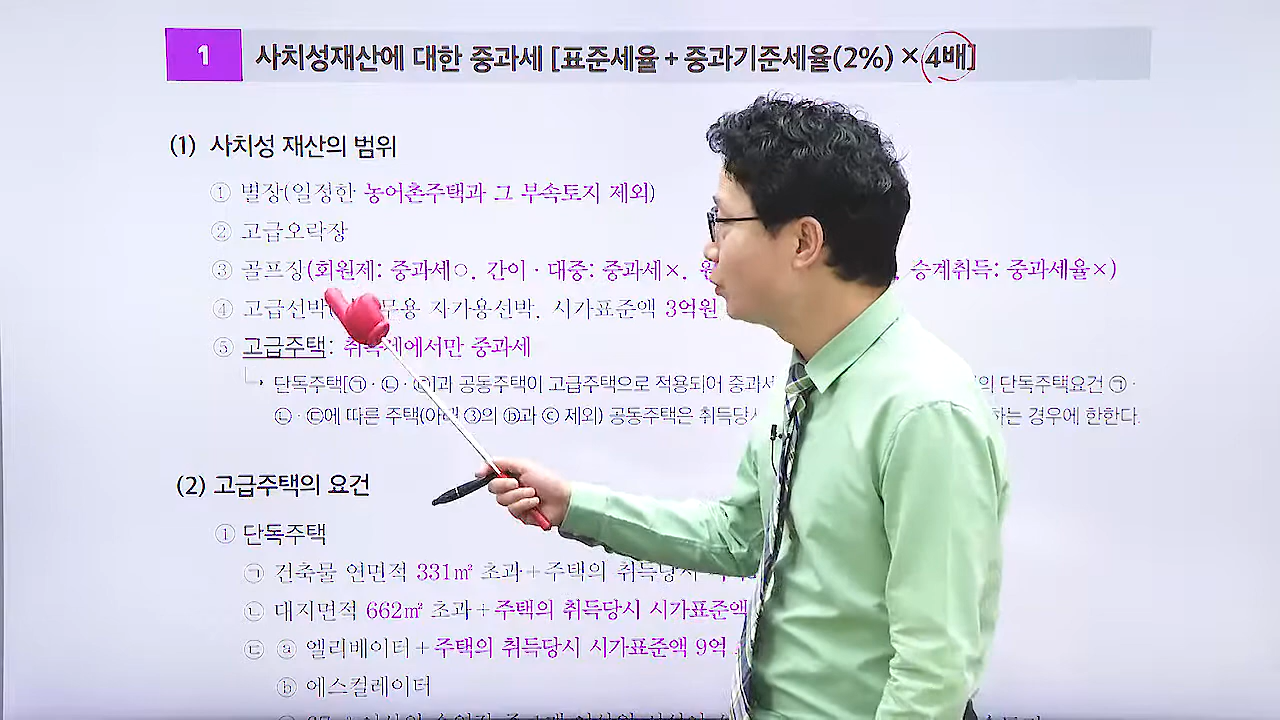 1 사치성재산에 대한 중과세 [표준세율 + 중과기준세율(2%) × 4배]
(1) 사치성 재산의 범위
① 별장(일정한 농어촌주택과 그 부속토지 제외)
② 고급오락장
③ 골프장(회원제: 중과세○, 간이 · 대중: 중과세×, 승계취득: 중과세율×)
④ 고급선박 자가용선박, 시가표준액 3억원
⑤ 고급주택: 취득세에서만 중과세
단독주택[㉠ · ㉡ · ㉢]과 공동주택이 고급주택으로 적용되어 중과세 단독주택요건 ㉠ ·
㉡ · ㉢에 따른 주택(아래 ③의 ⓑ과 ⓒ 제외) 공동주택은 취득당시 하는 경우에 한한다.
(2) 고급주택의 요건
① 단독주택
㉠ 건축물 연면적 331㎡ 초과 + 주택의 취득당시
㉡ 대지면적 662㎡ 초과 + 주택의 취득당시 시가표준액
㉢ ⓐ 엘리베이터 + 주택의 취득당시 시가표준액 9억
ⓑ 에스컬레이터